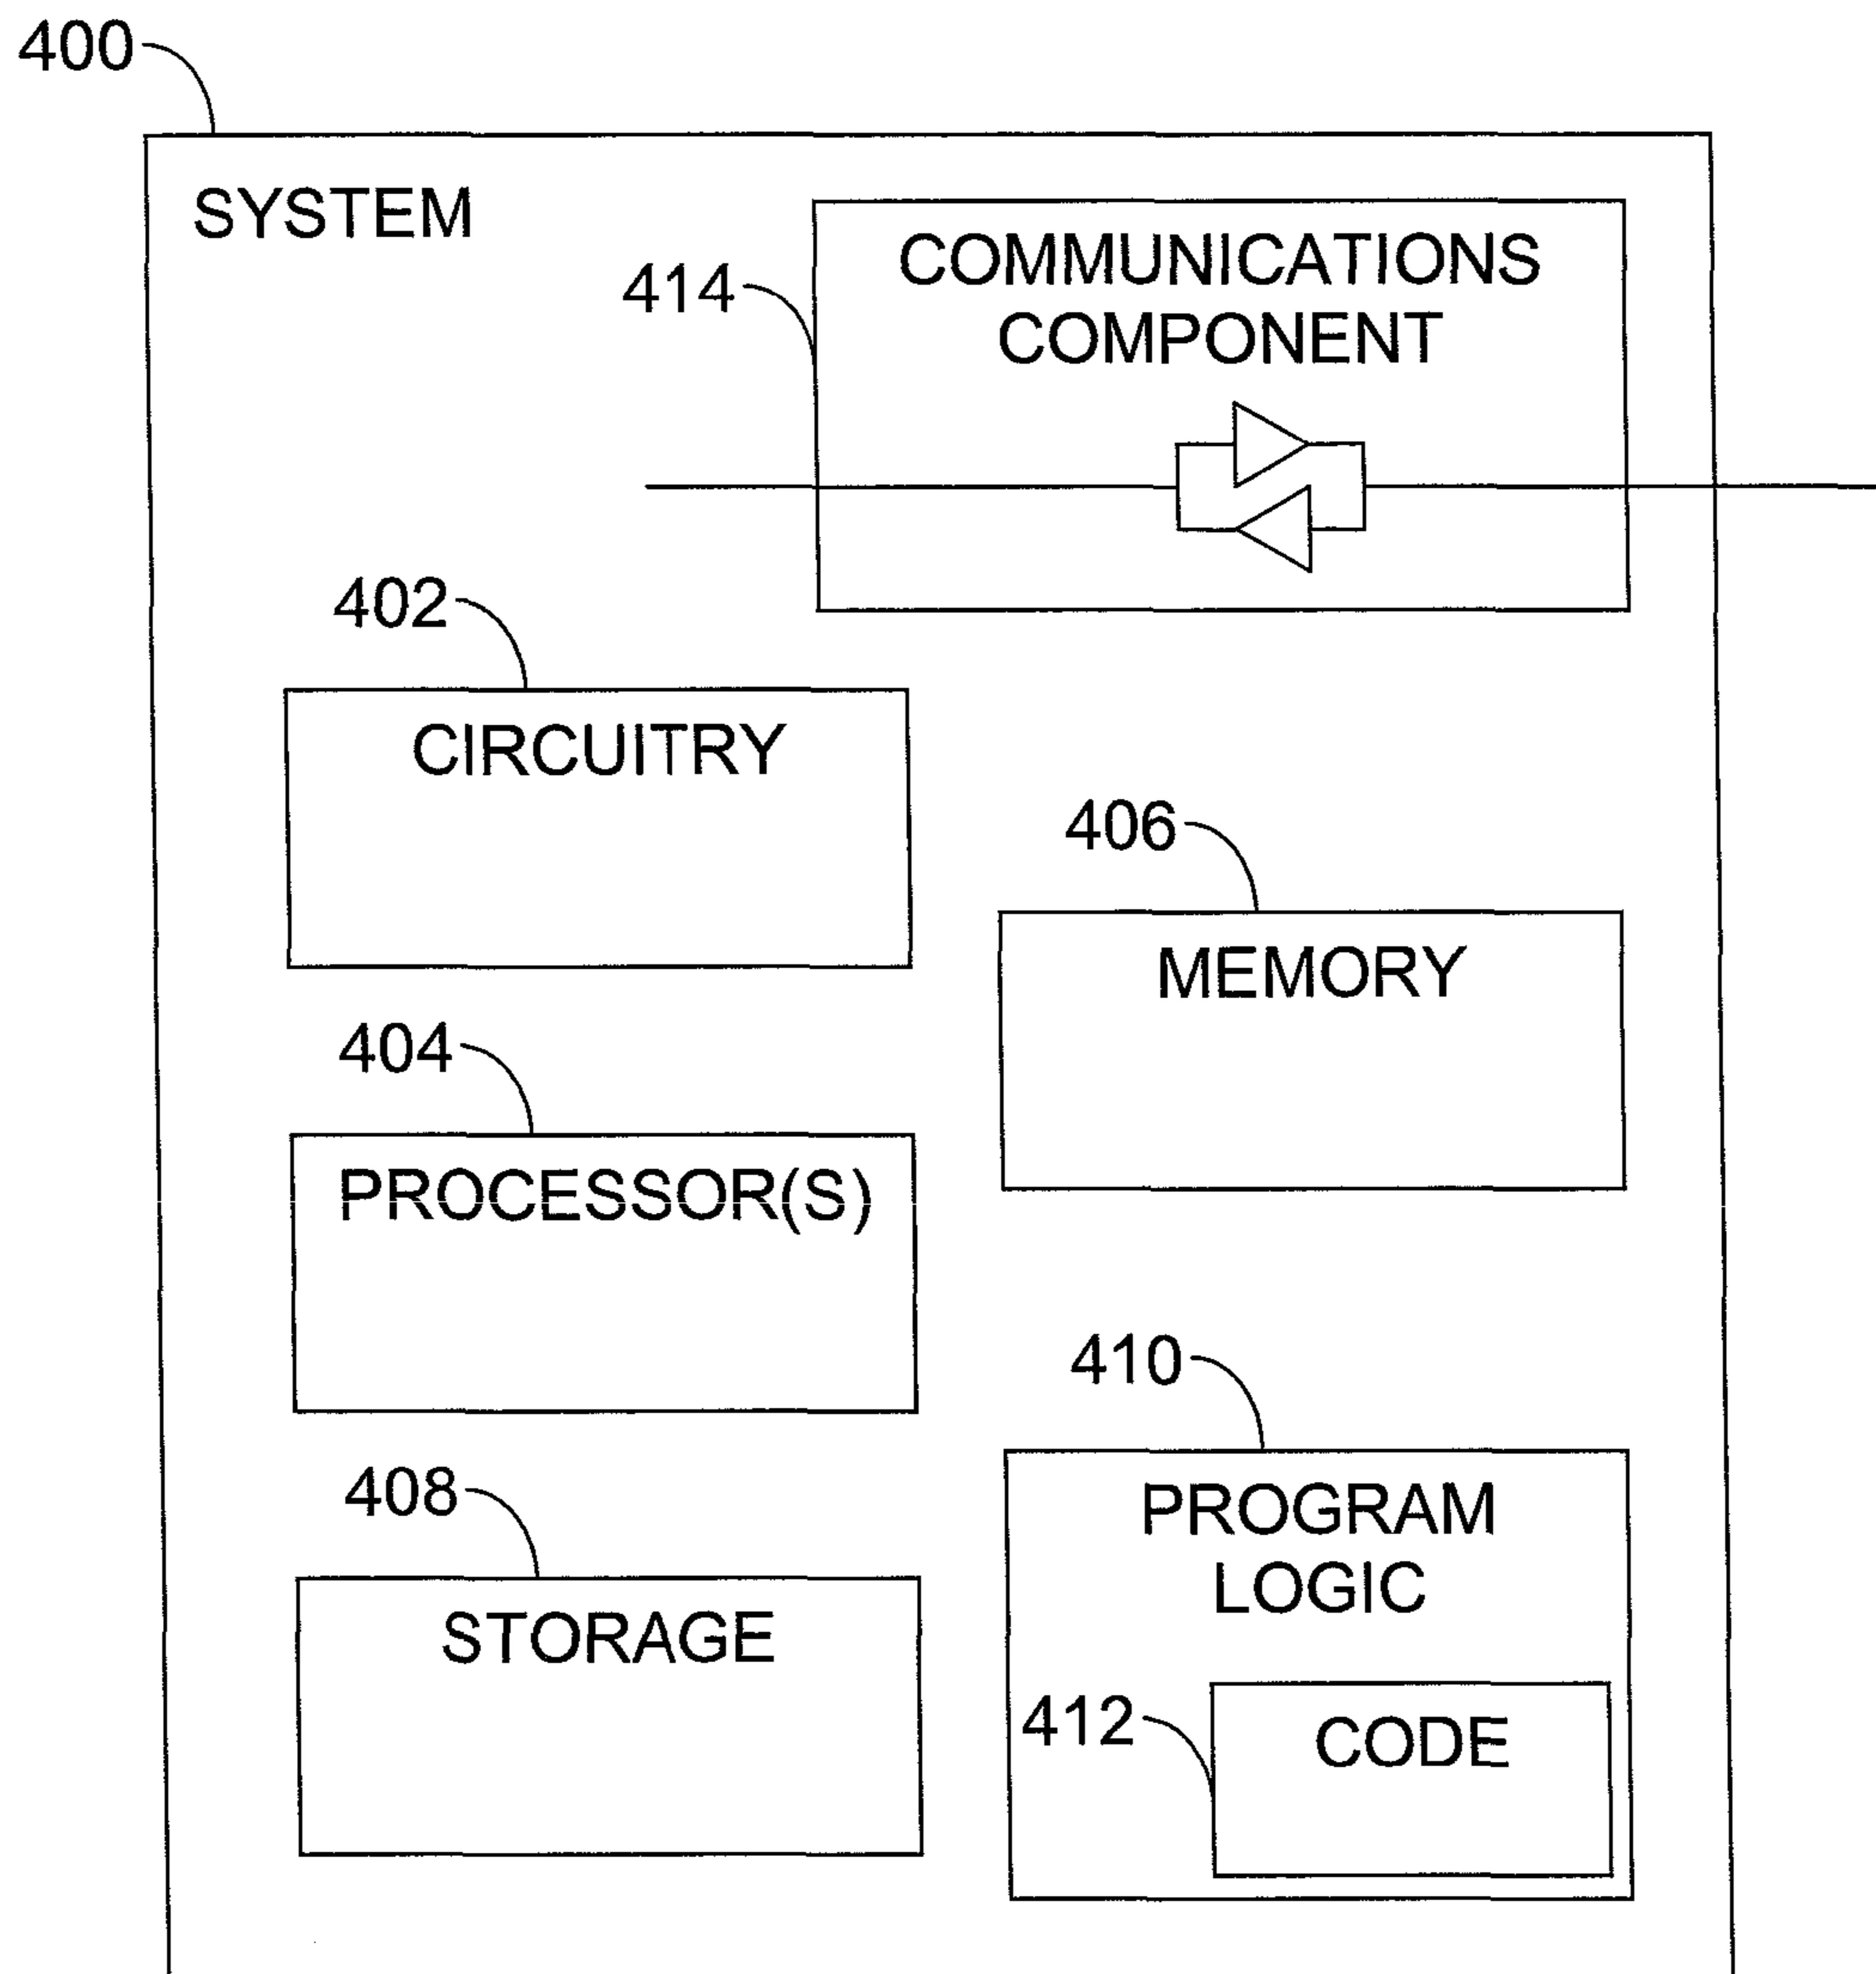 400
SYSTEM
414
COMMUNICATIONS
COMPONENT
402
CIRCUITRY
406
MEMORY
404
PROCESSOR(S)
410
PROGRAM
LOGIC
408
STORAGE
412
CODE